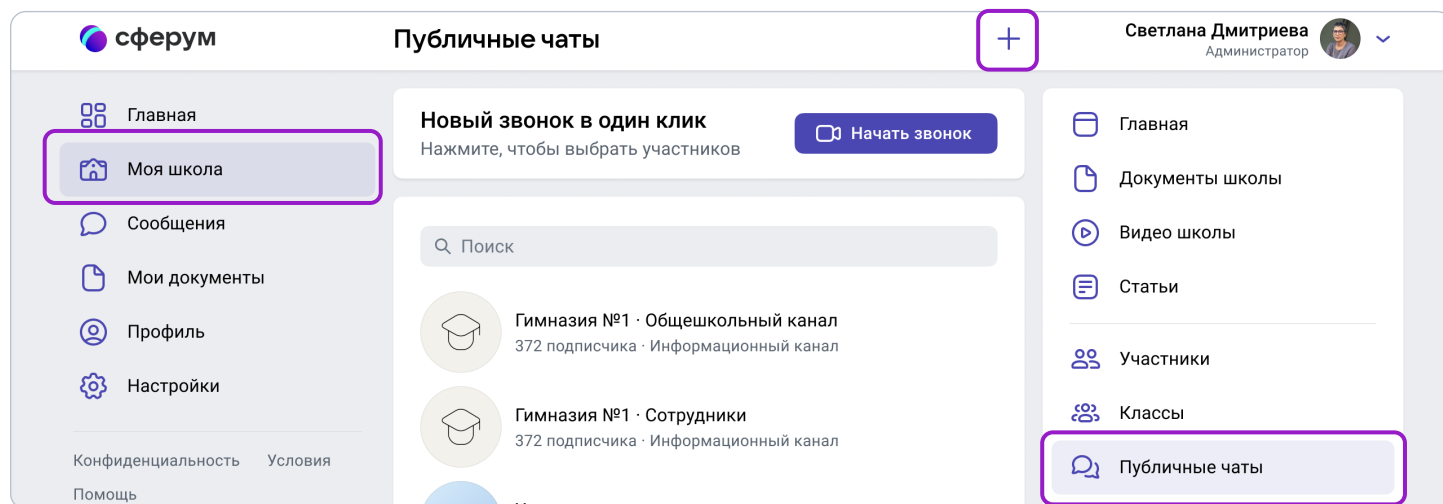 сферум
Публичные чаты
Светлана Дмитриева
Администратор
Главная
Моя школа
Сообщения
Мои документы
Профиль
Настройки
Конфиденциальность Условия
Помощь
Новый звонок в один клик
Нажмите, чтобы выбрать участников
Начать звонок
Поиск
Гимназия №1 · Общешкольный канал
372 подписчика · Информационный канал
Гимназия №1 · Сотрудники
372 подписчика · Информационный канал
Главная
Документы школы
Видео школы
Статьи
Участники
Классы
Публичные чаты